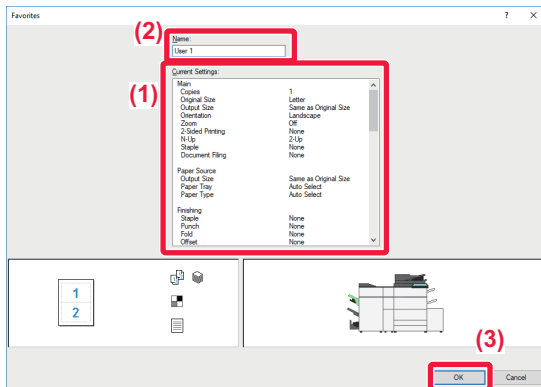 Favorites ? X
(2)
Name:
User 1
(1)
Current Settings:
Main
Copies 1
Original Size Letter
Output Size Same as Original Size
Orientation Landscape
Zoom Off
2-Sided Printing None
N-Up 2-Up
Staple None
Document Filing None
Paper Source
Output Size Same as Original Size
Paper Tray Auto Select
Paper Type Auto Select
Finishing
Staple None
Punch None
Fold None
Offset None
1
2
(3)
OK Cancel